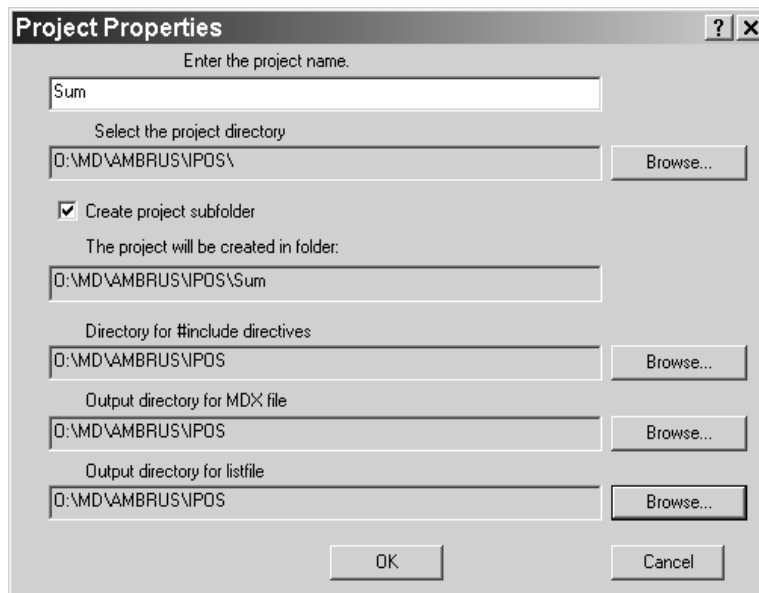 Project Properties
Enter the project name.
Sum
Select the project directory
O:\MD\AMBRUS\IPOS\
Browse...
Create project subfolder
The project will be created in folder:
O:\MD\AMBRUS\IPOS\Sum
Directory for #include directives
O:\MD\AMBRUS\IPOS
Browse...
Output directory for MDX file
O:\MD\AMBRUS\IPOS
Browse...
Output directory for listfile
O:\MD\AMBRUS\IPOS
Browse...
OK Cancel